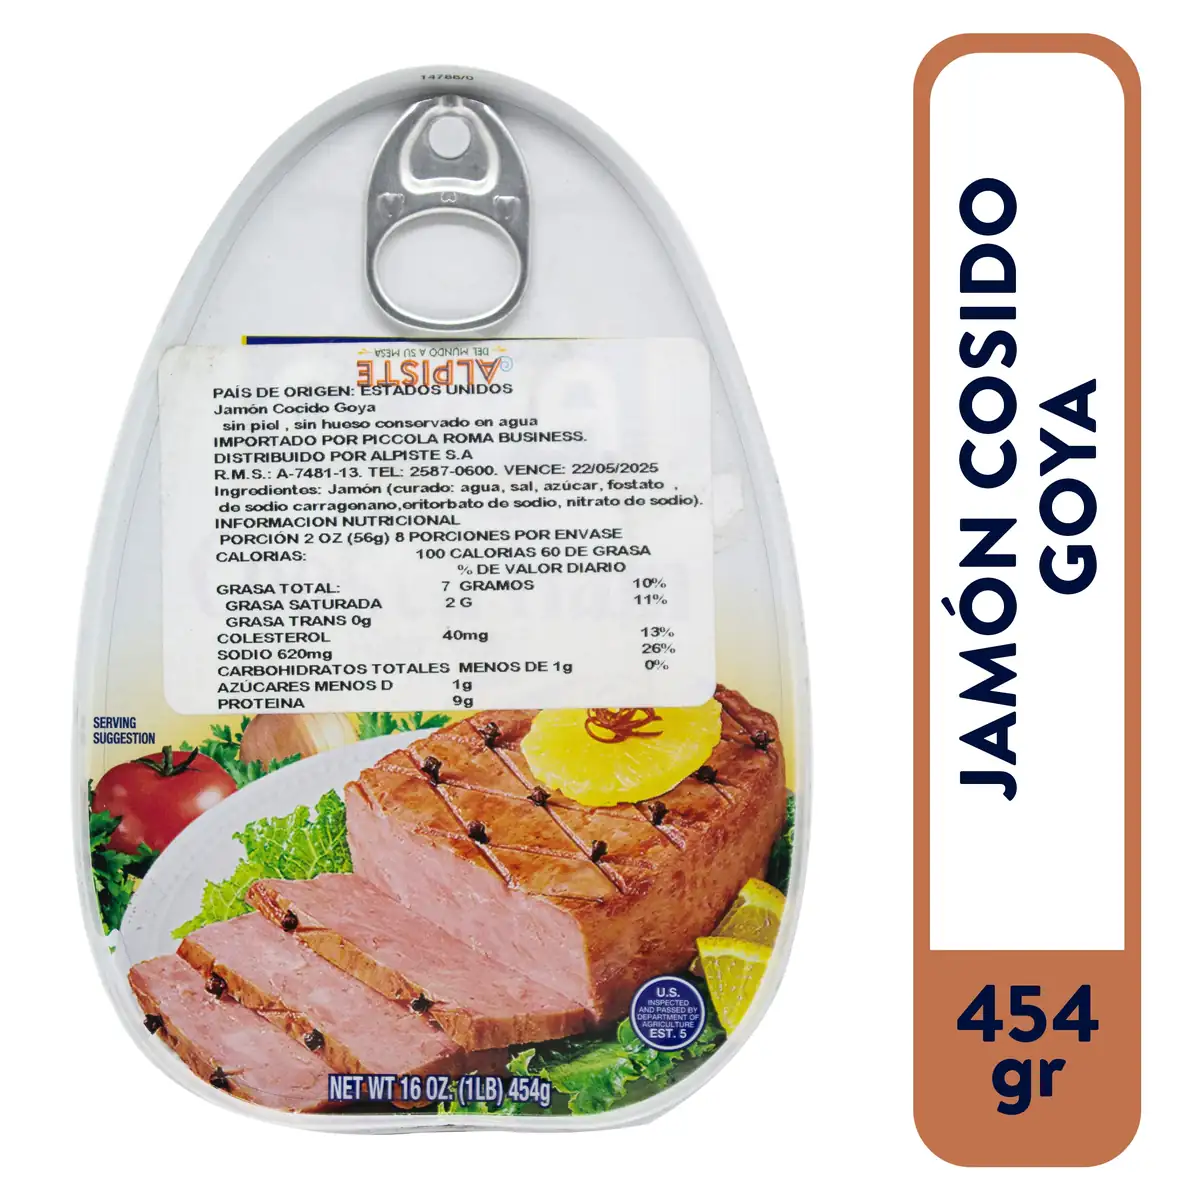 14786/0
DEL MUNDO A SU MESA
ALPISTE
PAÍS DE ORIGEN: ESTADOS UNIDOS
Jamón Cocido Goya
sin piel , sin hueso conservado en agua
IMPORTADO POR PICCOLA ROMA BUSINESS.
DISTRIBUIDO POR ALPISTE S.A
R.M.S.: A-7481-13. TEL: 2587-0600. VENCE: 22/05/2025
Ingredientes: Jamón (curado: agua, sal, azúcar, fostato ,
de sodio carragenano,eritorbato de sodio, nitrato de sodio).
INFORMACION NUTRICIONAL
PORCIÓN 2 OZ (56g) 8 PORCIONES POR ENVASE
CALORIAS: 100 CALORIAS 60 DE GRASA
% DE VALOR DIARIO
GRASA TOTAL: 7 GRAMOS 10%
GRASA SATURADA 2 G 11%
GRASA TRANS 0g
COLESTEROL 40mg 13%
SODIO 620mg 26%
CARBOHIDRATOS TOTALES MENOS DE 1g 0%
AZÚCARES MENOS D 1g
PROTEINA 9g
SERVING
SUGGESTION
U.S.
INSPECTED
AND PASSED BY
DEPARTMENT OF
AGRICULTURE
EST. 5
NET WT 16 OZ. (1LB) 454g
JAMÓN COSIDO
GOYA
454
gr